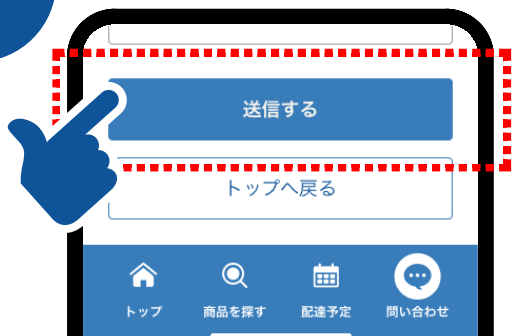 送信する
トップへ戻る
トップ
商品を探す
配達予定
問い合わせ